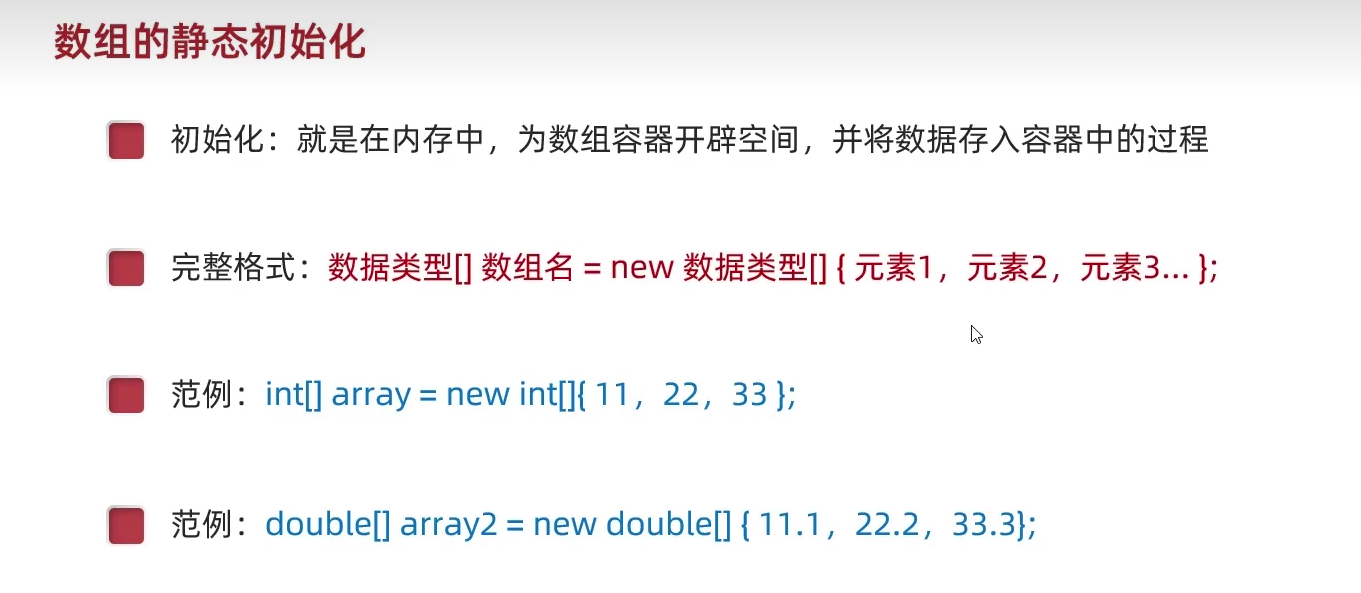 数组的静态初始化
初始化：就是在内存中，为数组容器开辟空间，并将数据存入容器中的过程
完整格式：数据类型[] 数组名 = new 数据类型[] { 元素1，元素2，元素3... };
范例：int[] array = new int[]{ 11，22，33 };
范例：double[] array2 = new double[] { 11.1，22.2，33.3};